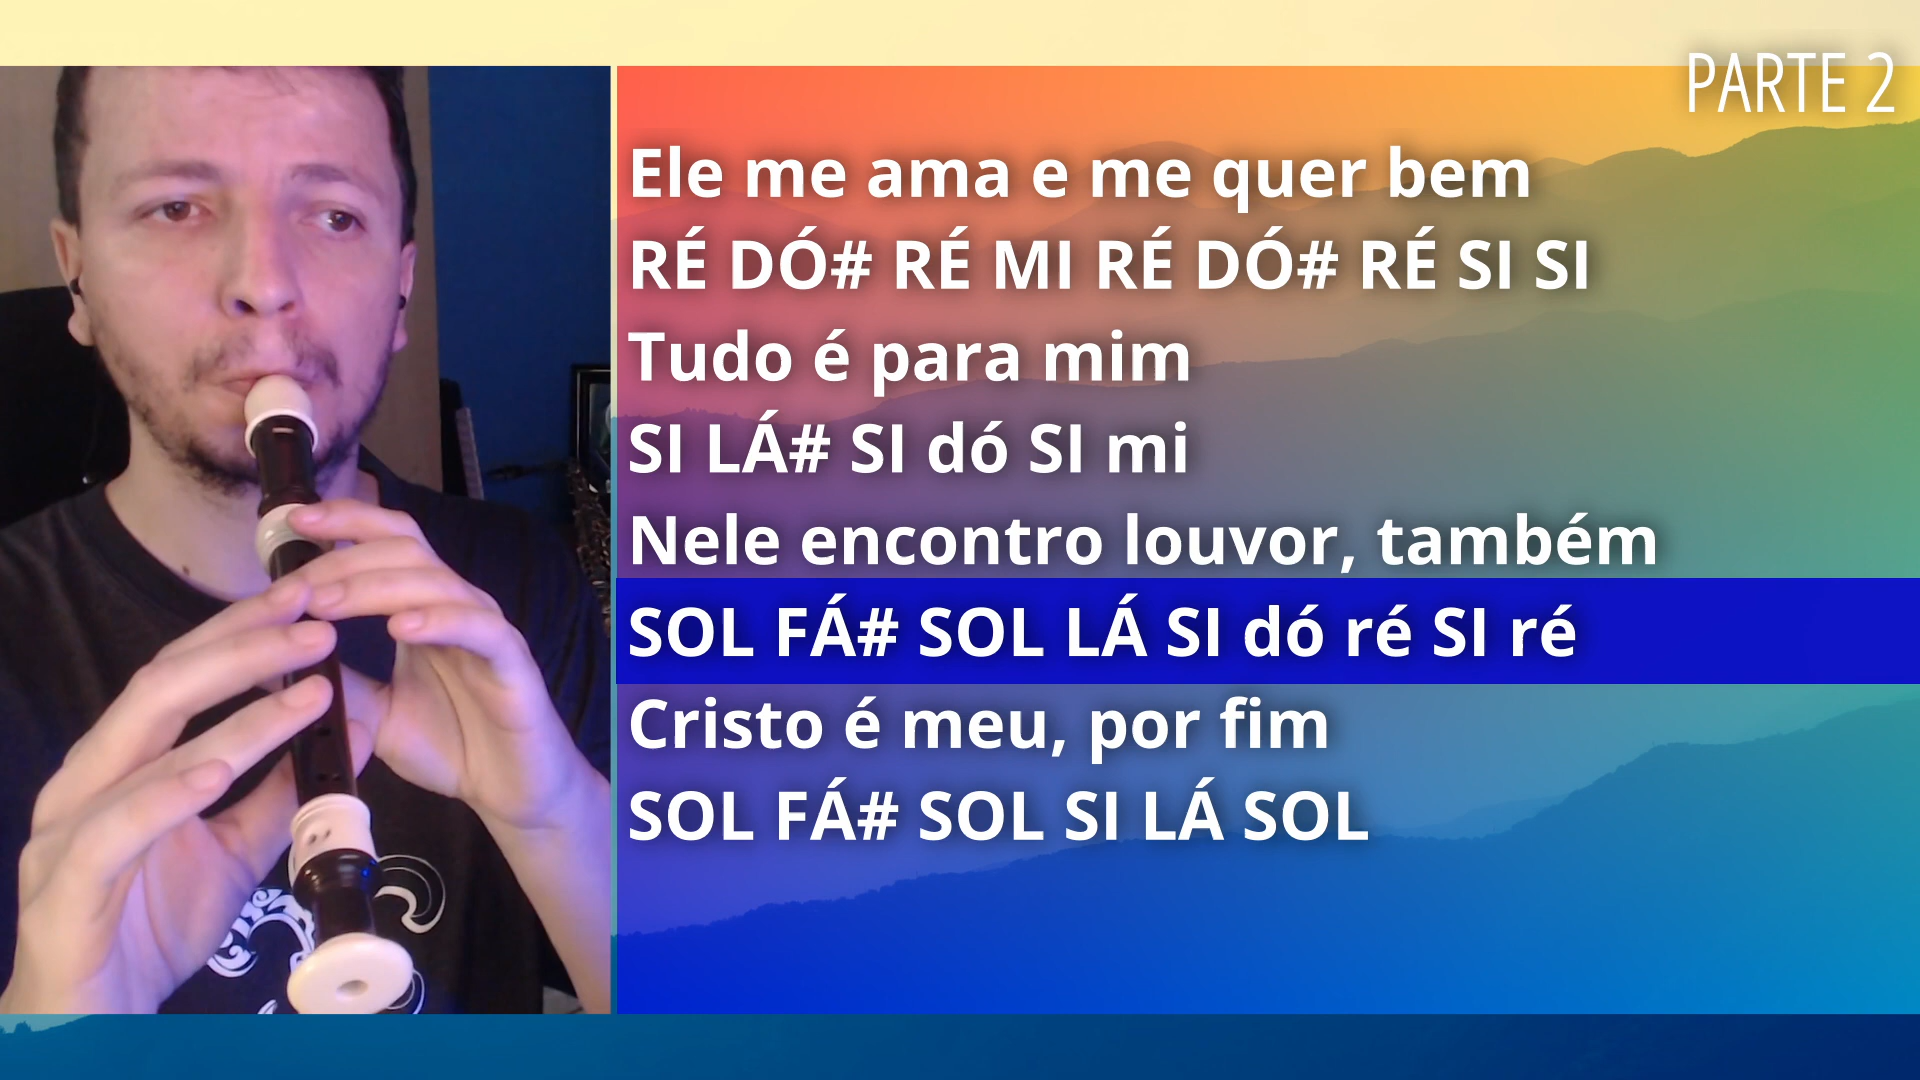 PARTE 2
Ele me ama e me quer bem
RÉ DÓ# RÉ MI RÉ DÓ# RÉ SI SI
Tudo é para mim
SI LÁ# SI dó SI mi
Nele encontro louvor, também
SOL FÁ# SOL LÁ SI dó ré SI ré
Cristo é meu, por fim
SOL FÁ# SOL SI LÁ SOL